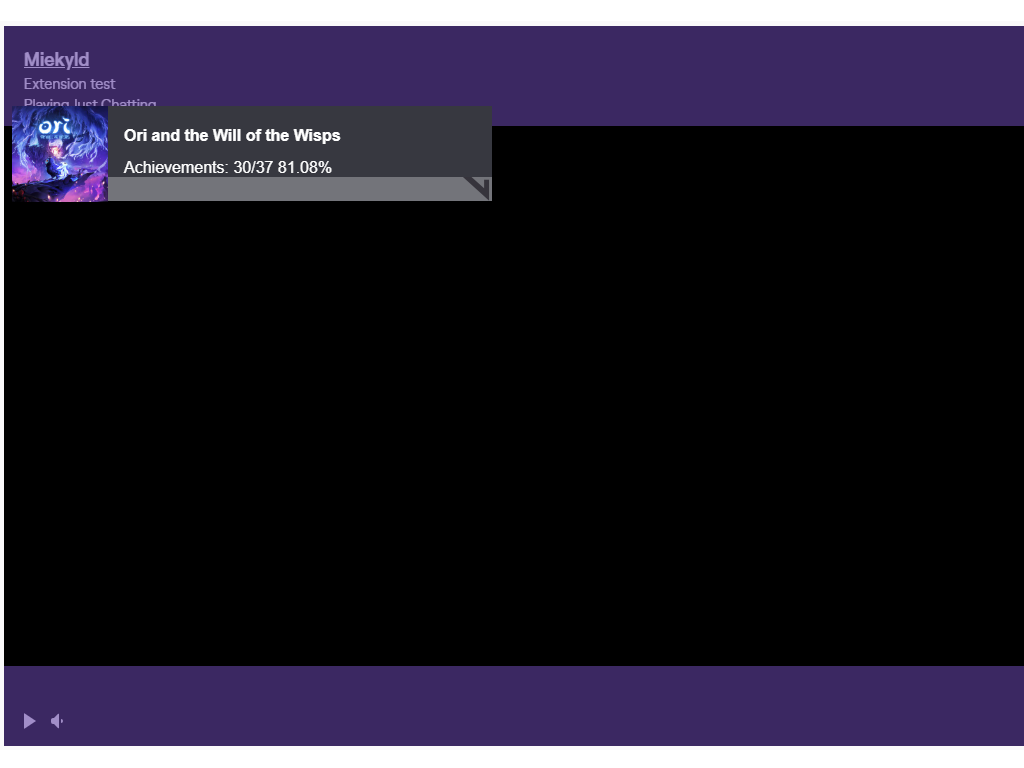 Miekyld
Extension test
Playing Just Chatting
ori
Ori and the Will of the Wisps
Achievements: 30/37 81.08%